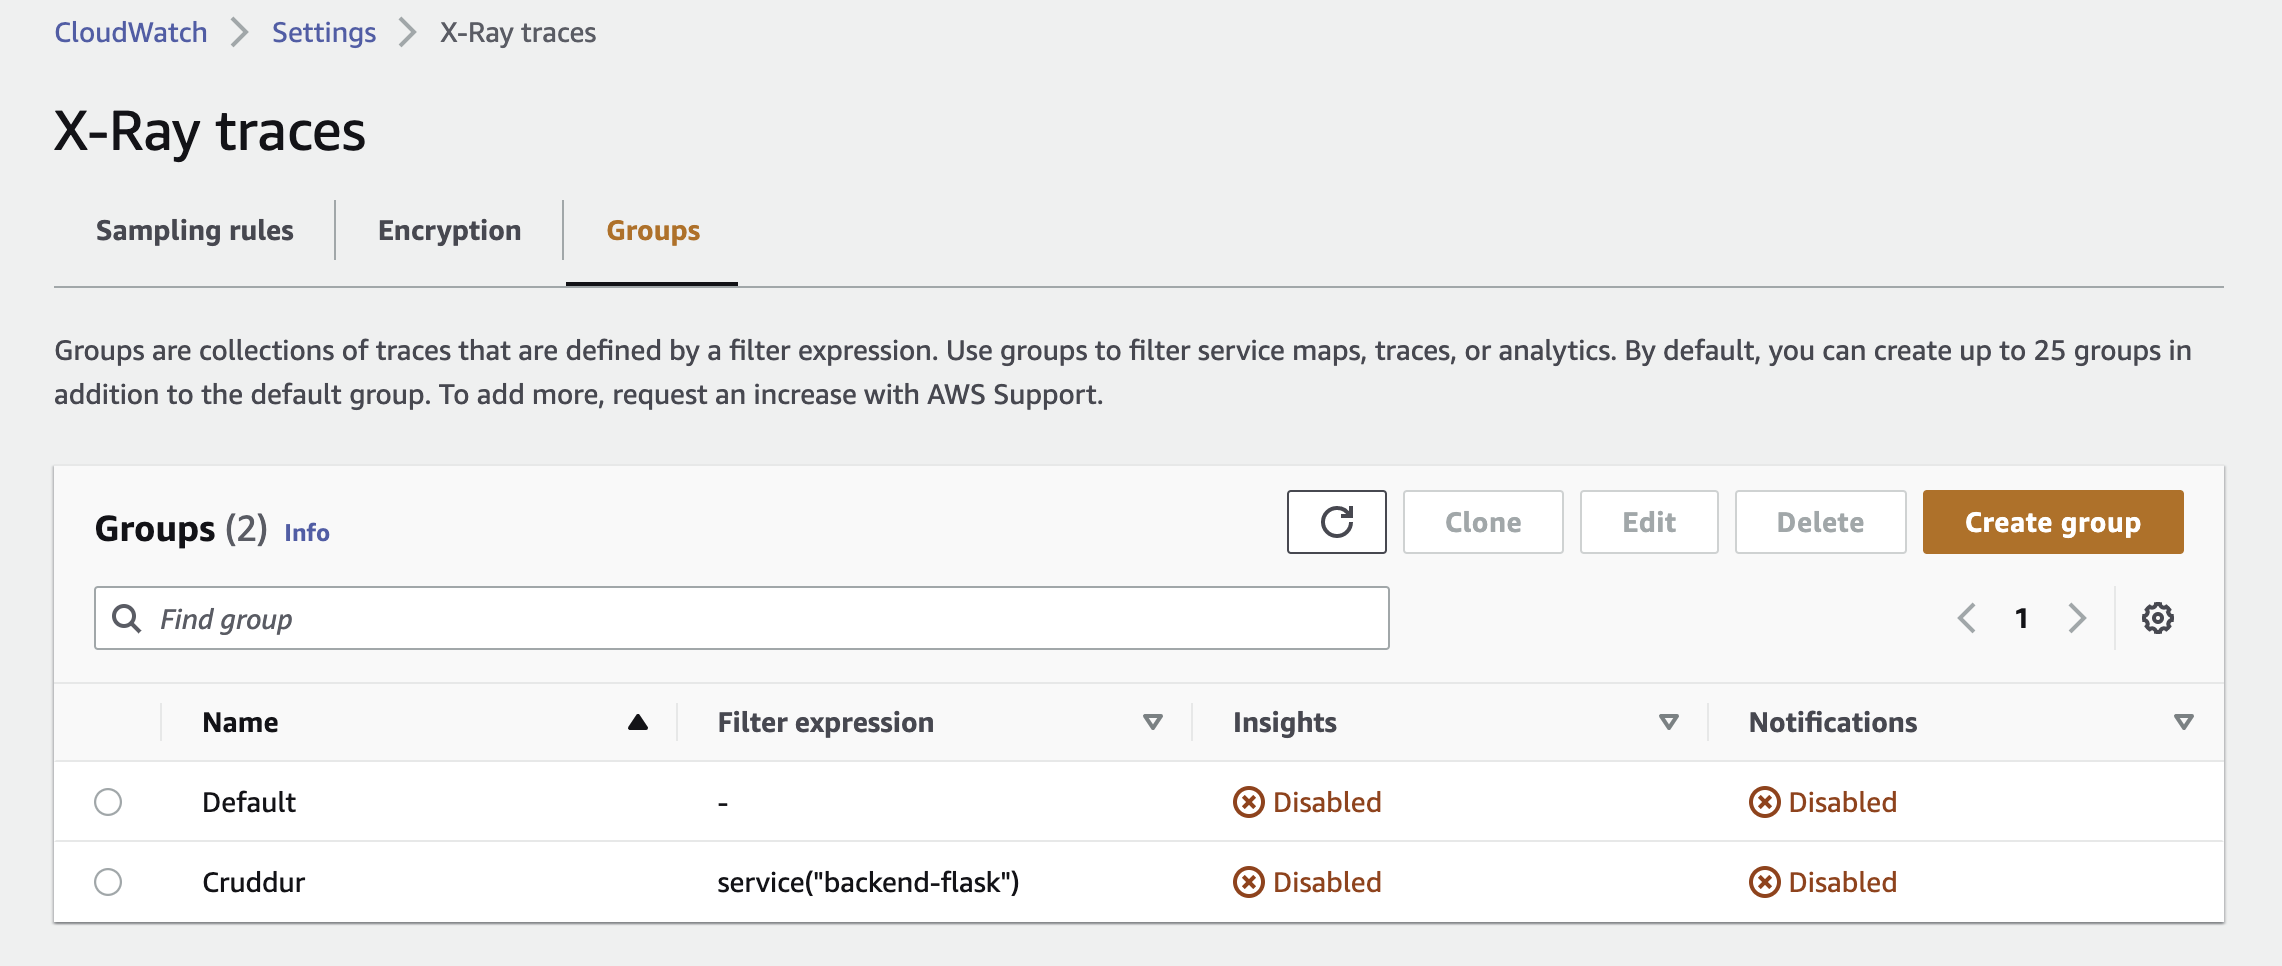 CloudWatch Settings X-Ray traces
X-Ray traces
Sampling rules Encryption Groups
Groups are collections of traces that are defined by a filter expression. Use groups to filter service maps, traces, or analytics. By default, you can create up to 25 groups in
addition to the default group. To add more, request an increase with AWS Support.
Groups (2) Info Clone Edit Delete Create group
Find group 1
Name Filter expression Insights Notifications
Default - Disabled Disabled
Cruddur service("backend-flask") Disabled Disabled